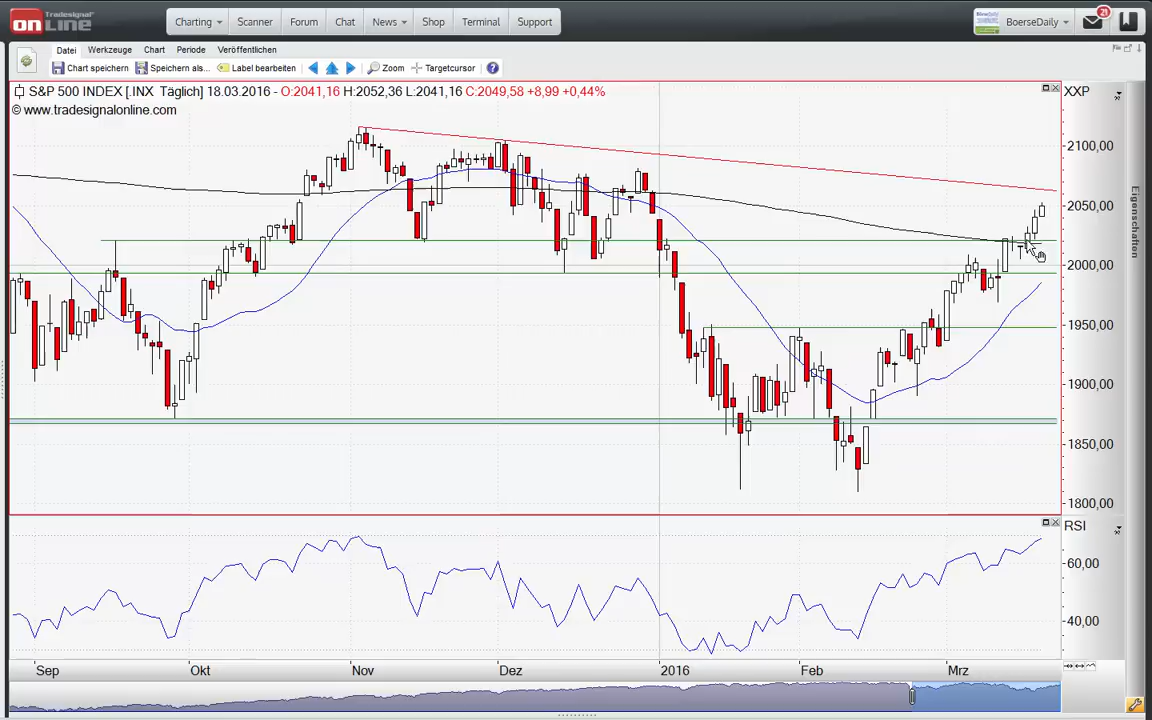 Tradesignal
onLine
Charting
Scanner
Forum
Chat
News
Shop
Terminal
Support
BoerseDaily
21
Datei
Werkzeuge
Chart
Periode
Veröffentlichen
Chart speichern
Speichern als...
Label bearbeiten
Zoom
Targetcursor
S&P 500 INDEX [.INX Täglich] 18.03.2016 - O:2041,16 H:2052,36 L:2041,16 C:2049,58 +8,99 +0,44%
© www.tradesignalonline.com
XXP
2100,00
2050,00
2000,00
1950,00
1900,00
1850,00
1800,00
Eigenschaften
RSI
60,00
40,00
Sep Okt Nov Dez 2016 Feb Mrz